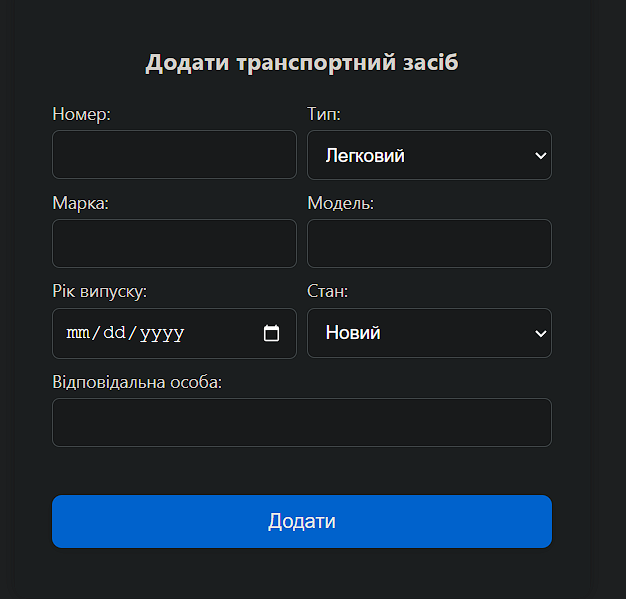 Додати транспортний засіб
Номер: Тип:
Легковий
Марка: Модель:
Рік випуску: Стан:
mm/dd/yyyy Новий
Відповідальна особа:
Додати